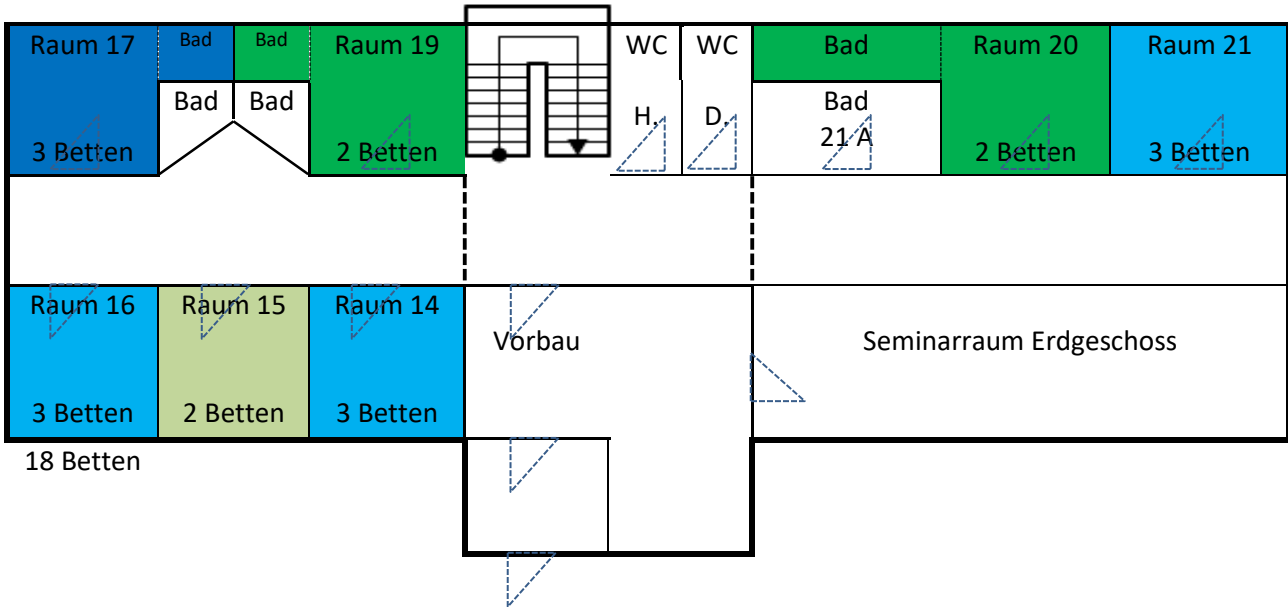 Raum 17
Bad
Bad
Raum 19
WC
WC
Bad
Raum 20
Raum 21
Bad
Bad
H.
D.
Bad
21 A
3 Betten
2 Betten
2 Betten
3 Betten
Raum 16
Raum 15
Raum 14
Vorbau
Seminarraum Erdgeschoss
3 Betten
2 Betten
3 Betten
18 Betten